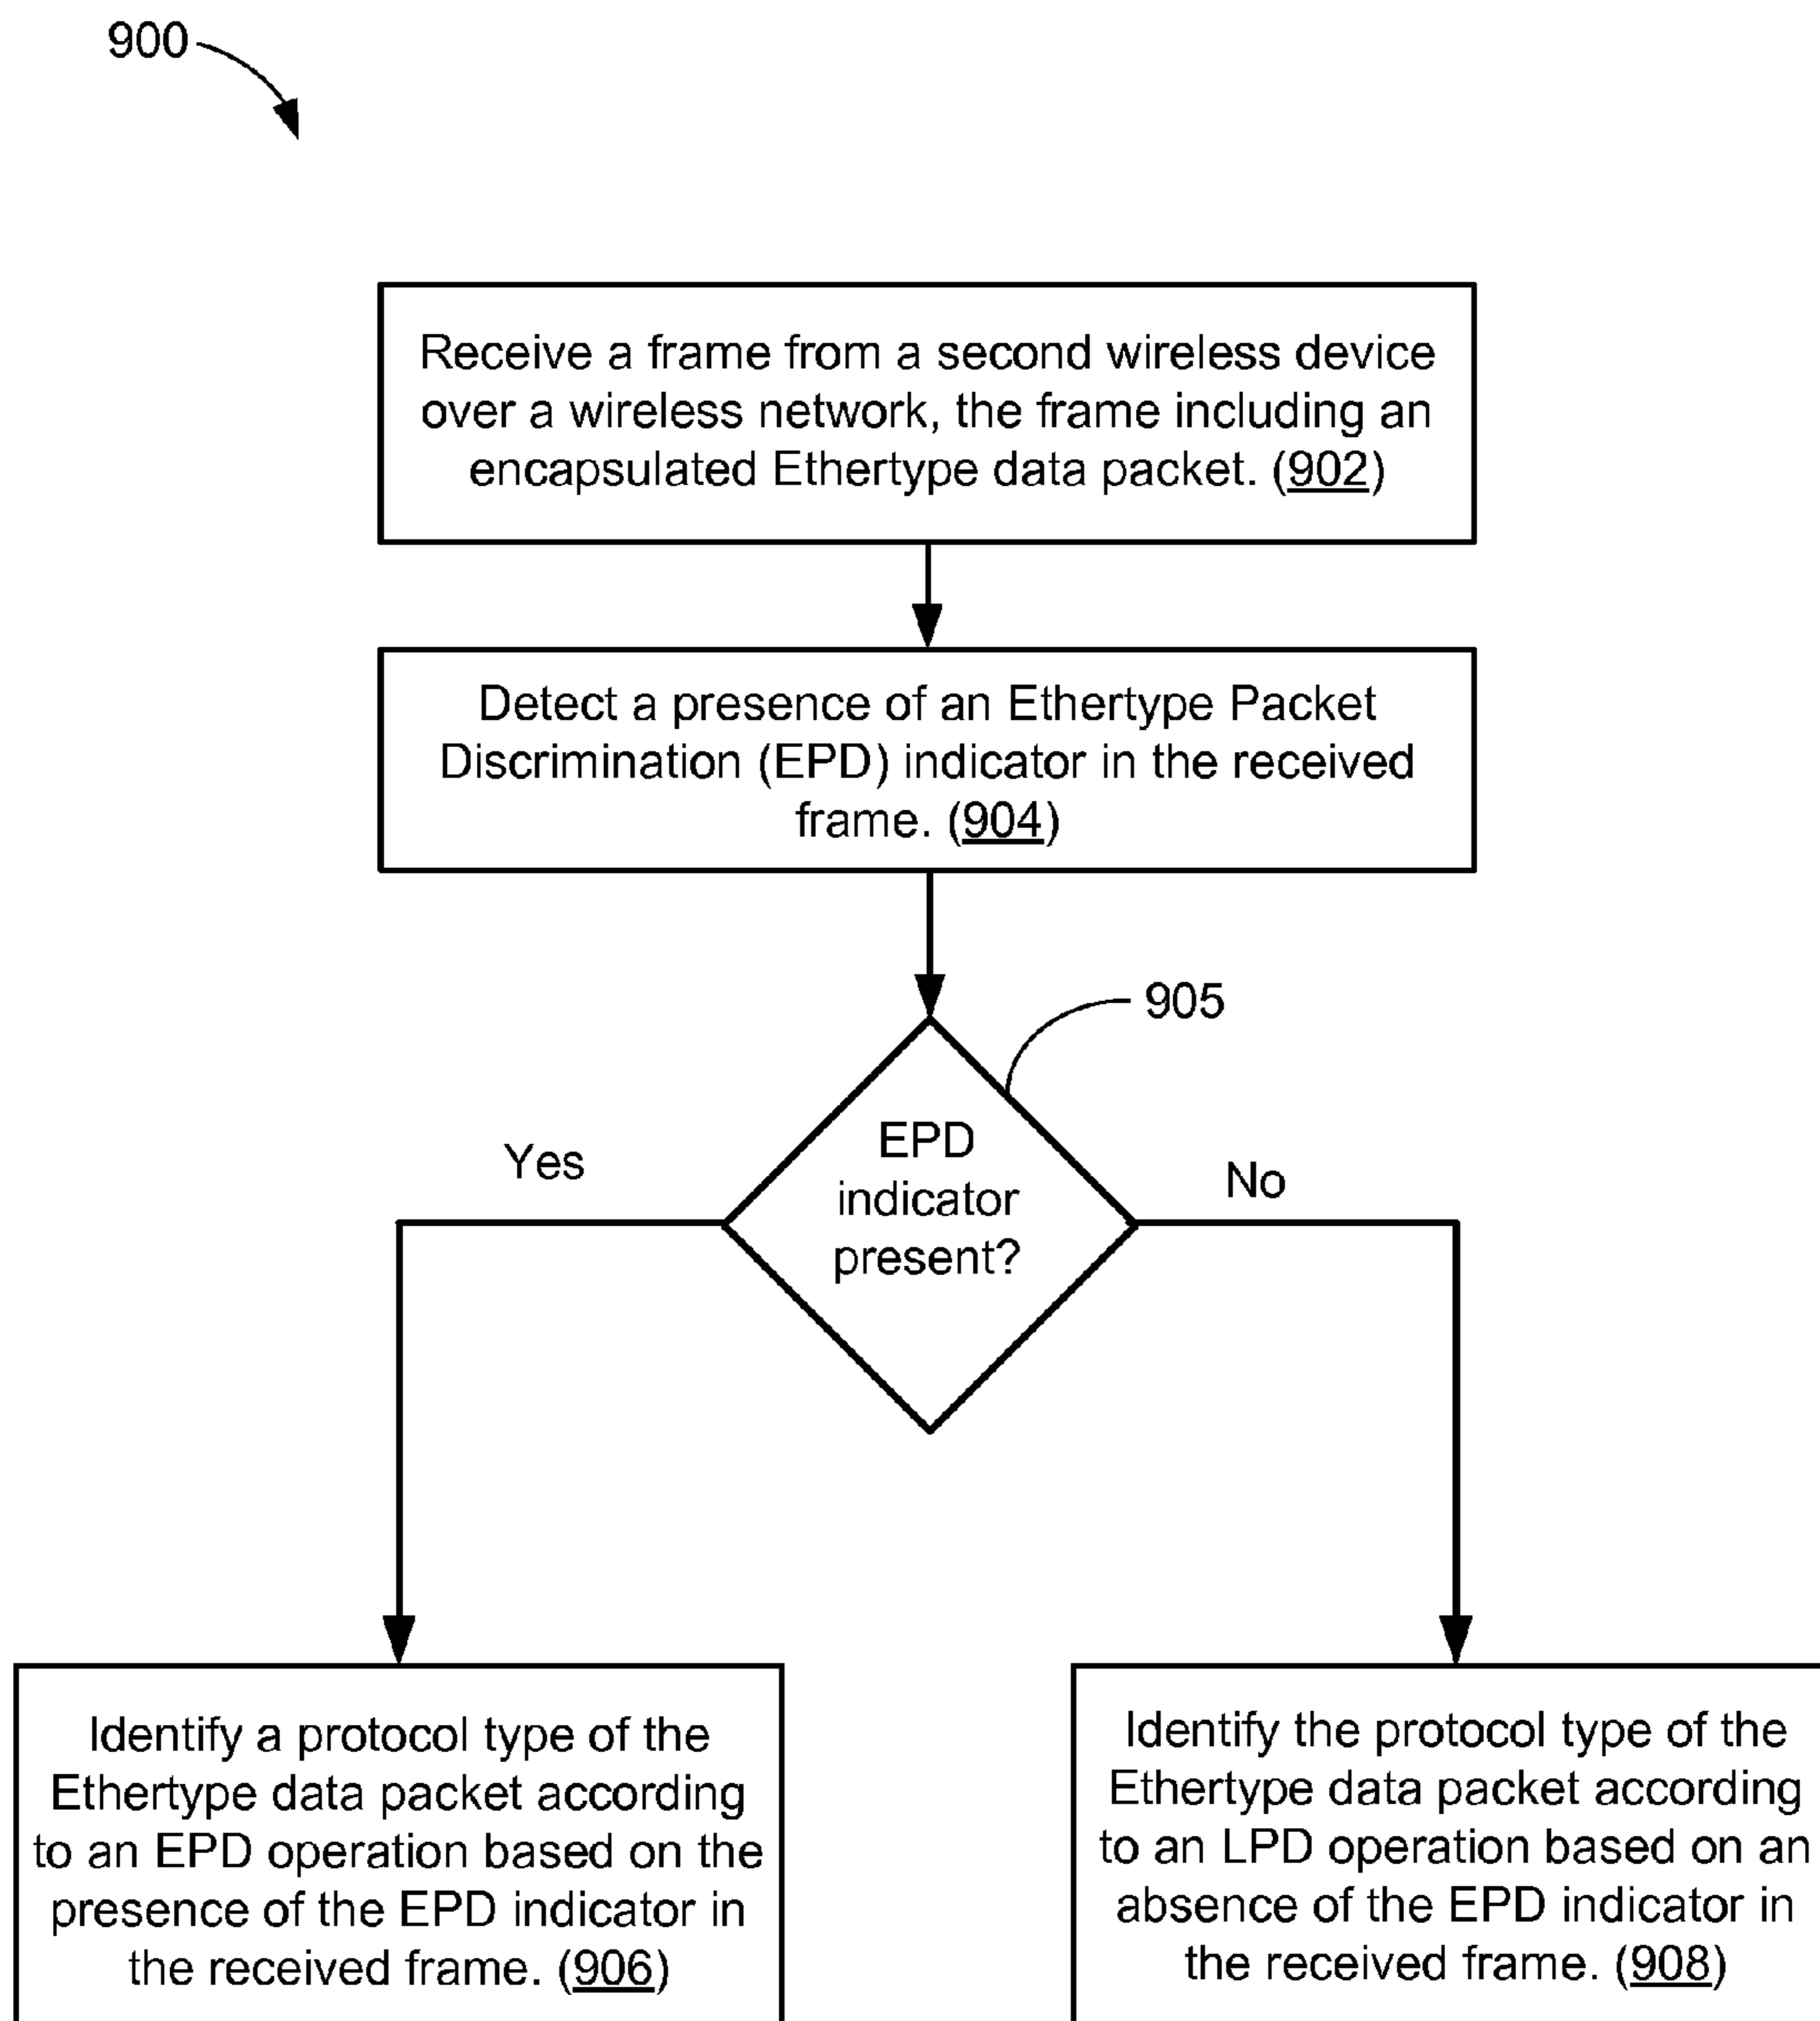 900
Receive a frame from a second wireless device
over a wireless network, the frame including an
encapsulated Ethertype data packet. (902)
Detect a presence of an Ethertype Packet
Discrimination (EPD) indicator in the received
frame. (904)
905
EPD
indicator
present?
Yes
No
Identify a protocol type of the
Ethertype data packet according
to an EPD operation based on the
presence of the EPD indicator in
the received frame. (906)
Identify the protocol type of the
Ethertype data packet according
to an LPD operation based on an
absence of the EPD indicator in
the received frame. (908)